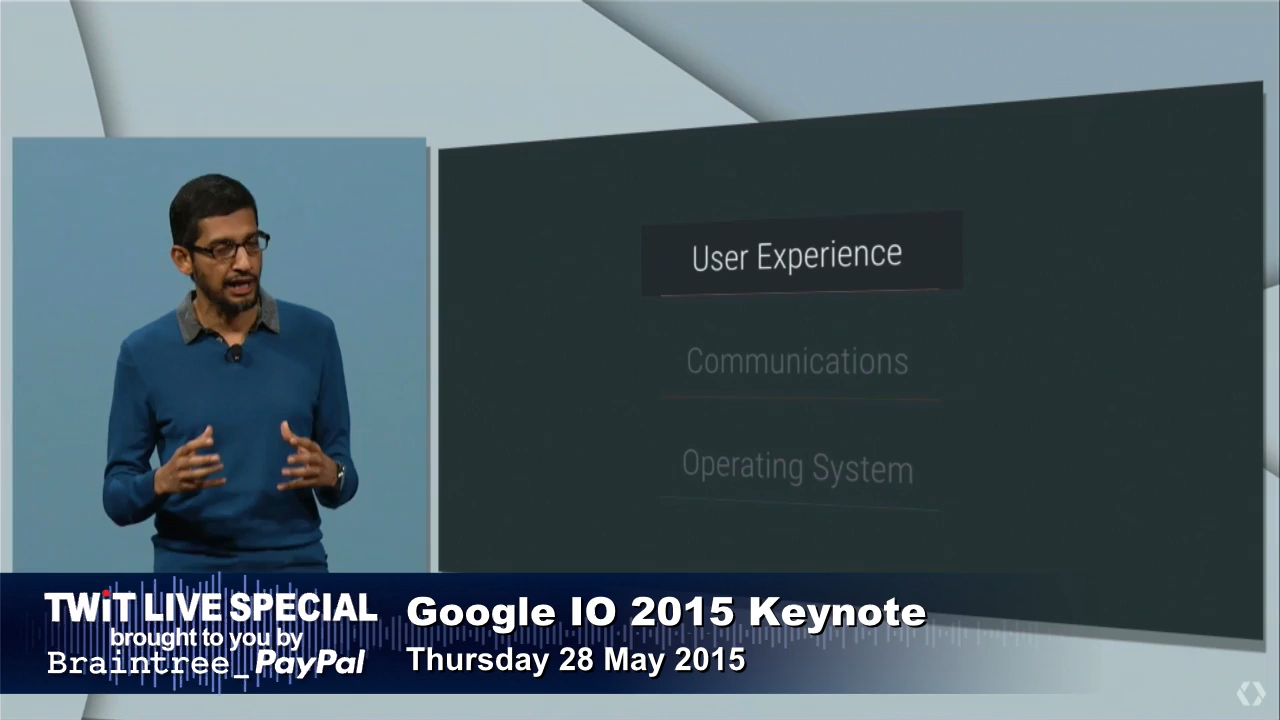 User Experience
Communications
Operating System
TWiT LIVE SPECIAL
brought to you by
Braintree_PayPal
Google IO 2015 Keynote
Thursday 28 May 2015